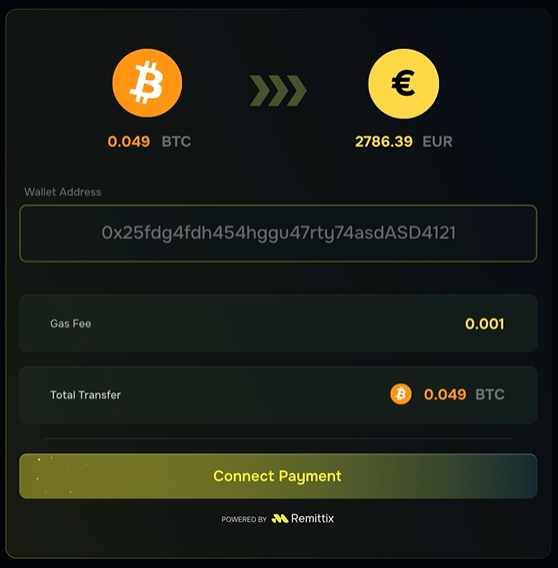 0.049 BTC 2786.39 EUR
Wallet Address
0x25fdg4fdh454hggu47rty74asdASD4121
Gas Fee 0.001
Total Transfer 0.049 BTC
Connect Payment
POWERED BY Remittix